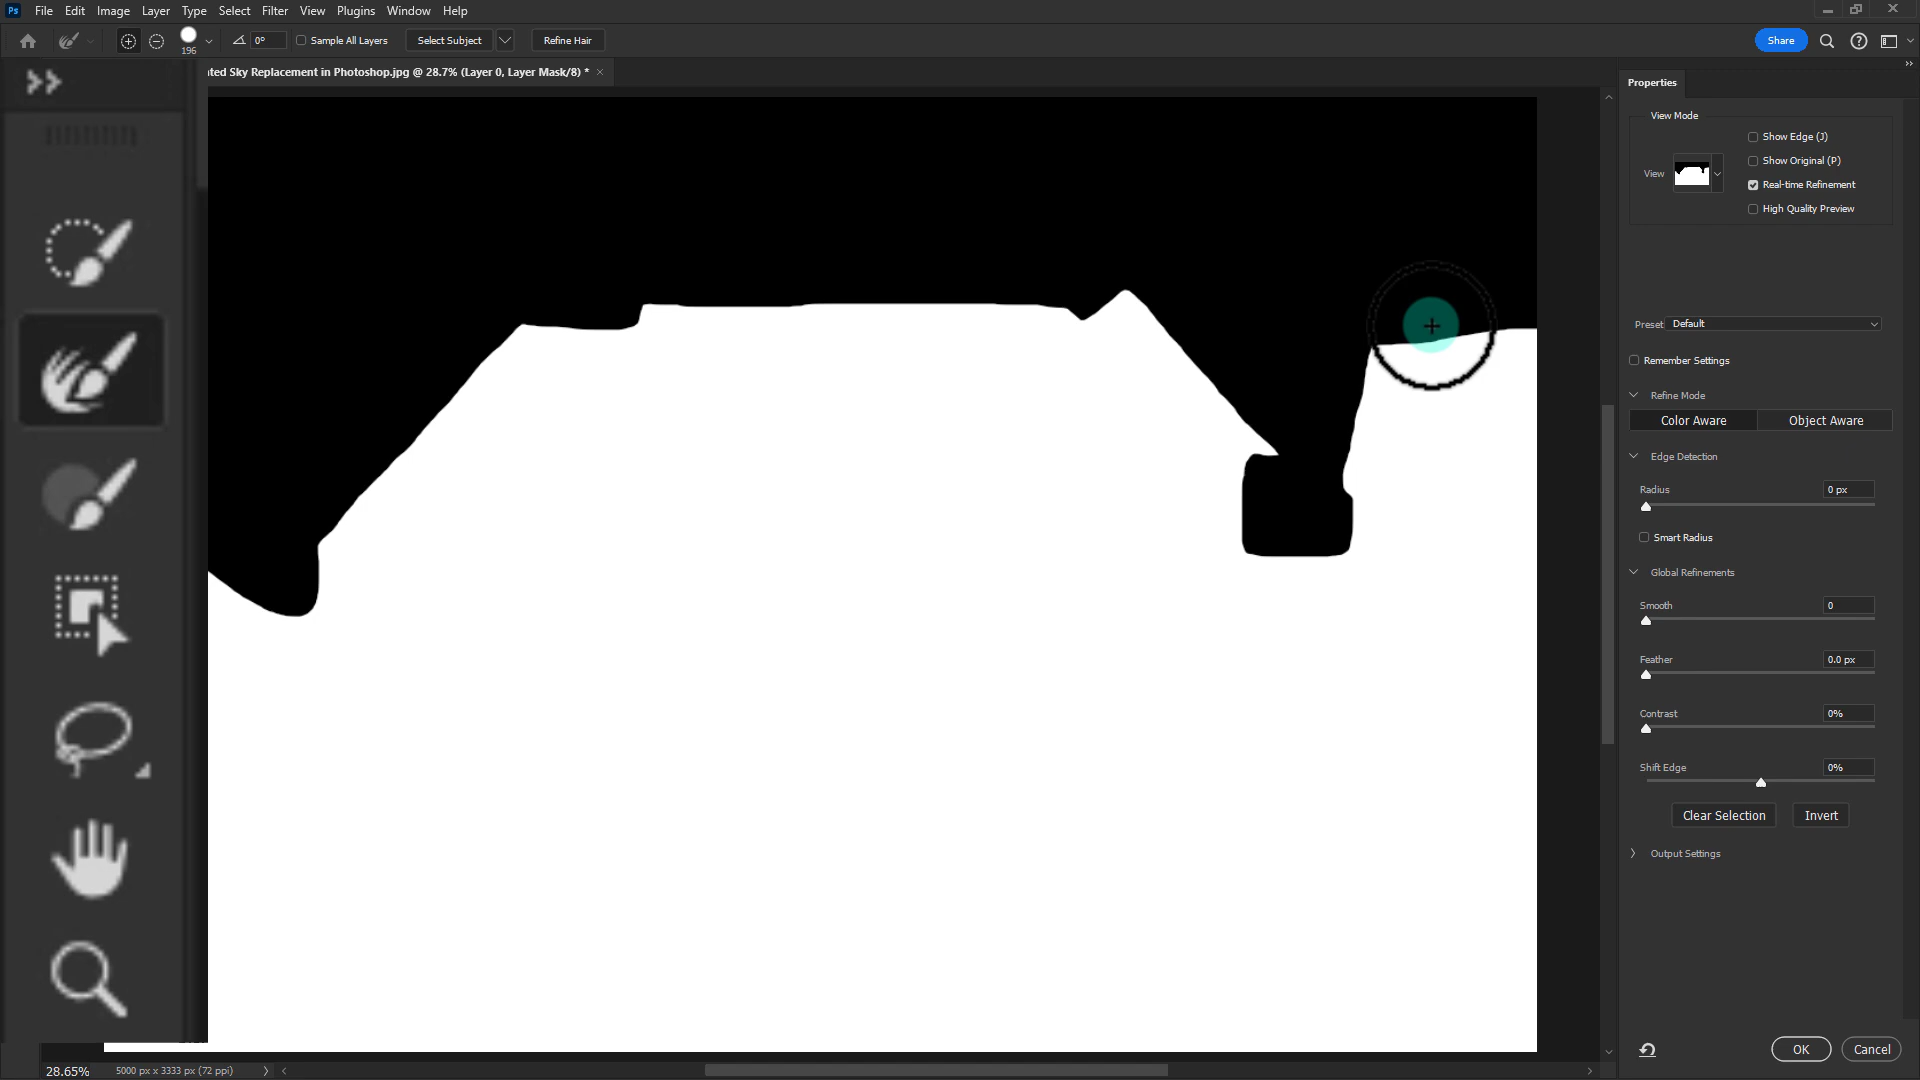 Ps File Edit Image Layer Type Select Filter View Plugins Window Help
196 0° Sample All Layers Select Subject Refine Hair Share
ted Sky Replacement in Photoshop.jpg @ 28.7% (Layer 0, Layer Mask/8) *
Properties
View Mode
Show Edge (J)
Show Original (P)
View
Real-time Refinement
High Quality Preview
Preset Default
Remember Settings
Refine Mode
Color Aware Object Aware
Edge Detection
Radius 0 px
Smart Radius
Global Refinements
Smooth 0
Feather 0.0 px
Contrast 0%
Shift Edge 0%
Clear Selection Invert
Output Settings
OK Cancel
28.65% 5000 px x 3333 px (72 ppi)